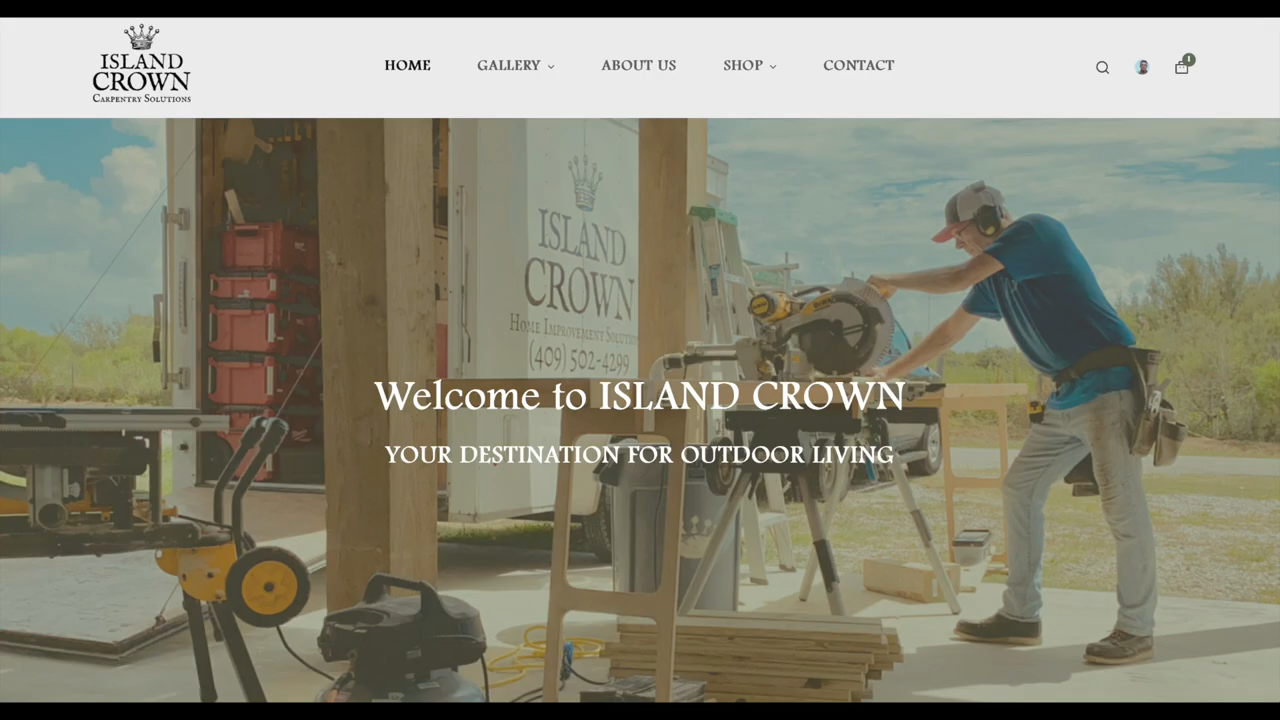 ISLAND
CROWN
CARPENTRY SOLUTIONS
HOME
GALLERY
ABOUT US
SHOP
CONTACT
1
ISLAND
CROWN
HOME IMPROVEMENT SOLUTIO
(409) 502-4299
Welcome to ISLAND CROWN
YOUR DESTINATION FOR OUTDOOR LIVING